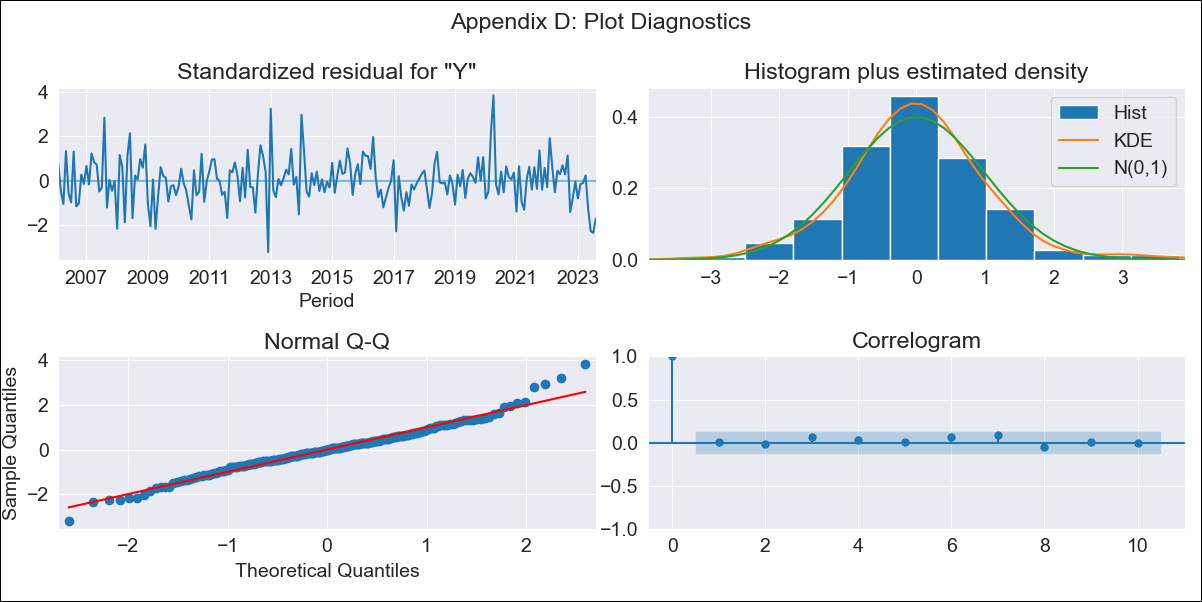 Appendix D: Plot Diagnostics
Standardized residual for "Y"
4
2
0
−2
2007 2009 2011 2013 2015 2017 2019 2021 2023
Period
Histogram plus estimated density
0.4
0.2
0.0
−3 −2 −1 0 1 2 3
Hist
KDE
N(0,1)
Normal Q-Q
Sample Quantiles
4
2
0
−2
−2 −1 0 1 2
Theoretical Quantiles
Correlogram
1.0
0.5
0.0
−0.5
−1.0
0 2 4 6 8 10